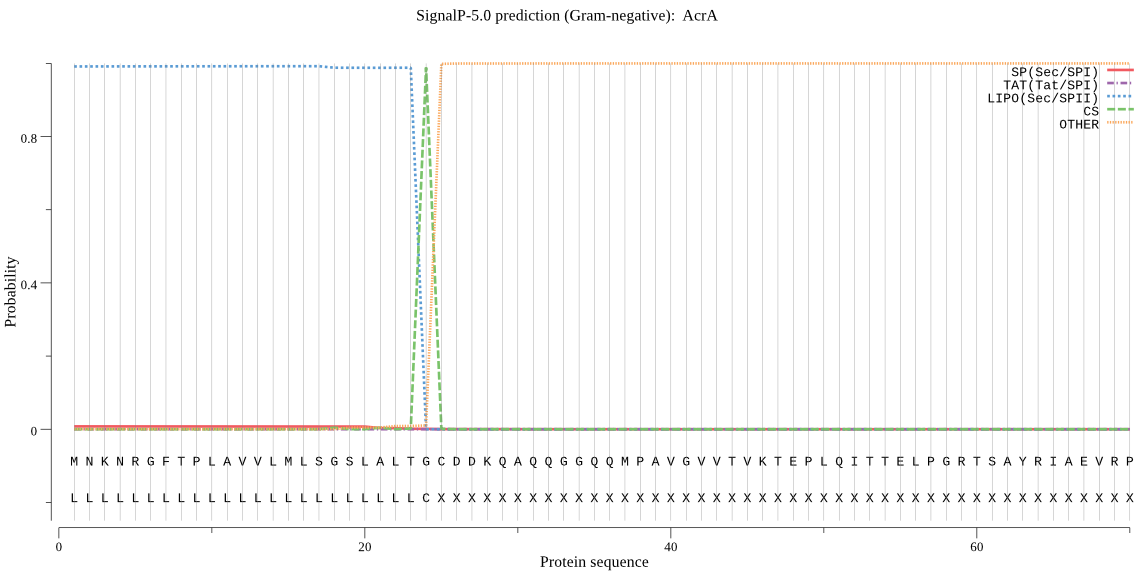 SignalP-5.0 prediction (Gram-negative): AcrA
SP(Sec/SPI)
TAT(Tat/SPI)
LIPO(Sec/SPII)
CS
OTHER
0.8
0.4
0
Probability
M N K N R G F T P L A V V L M L S G S L A L T G C D D K Q A Q Q G G Q Q M P A V G V V T V K T E P L Q I T T E L P G R T S A Y R I A E V R P
L L L L L L L L L L L L L L L L L L L L L L L C X X X X X X X X X X X X X X X X X X X X X X X X X X X X X X X X X X X X X X X X X X X X X X
0 20 40 60
Protein sequence